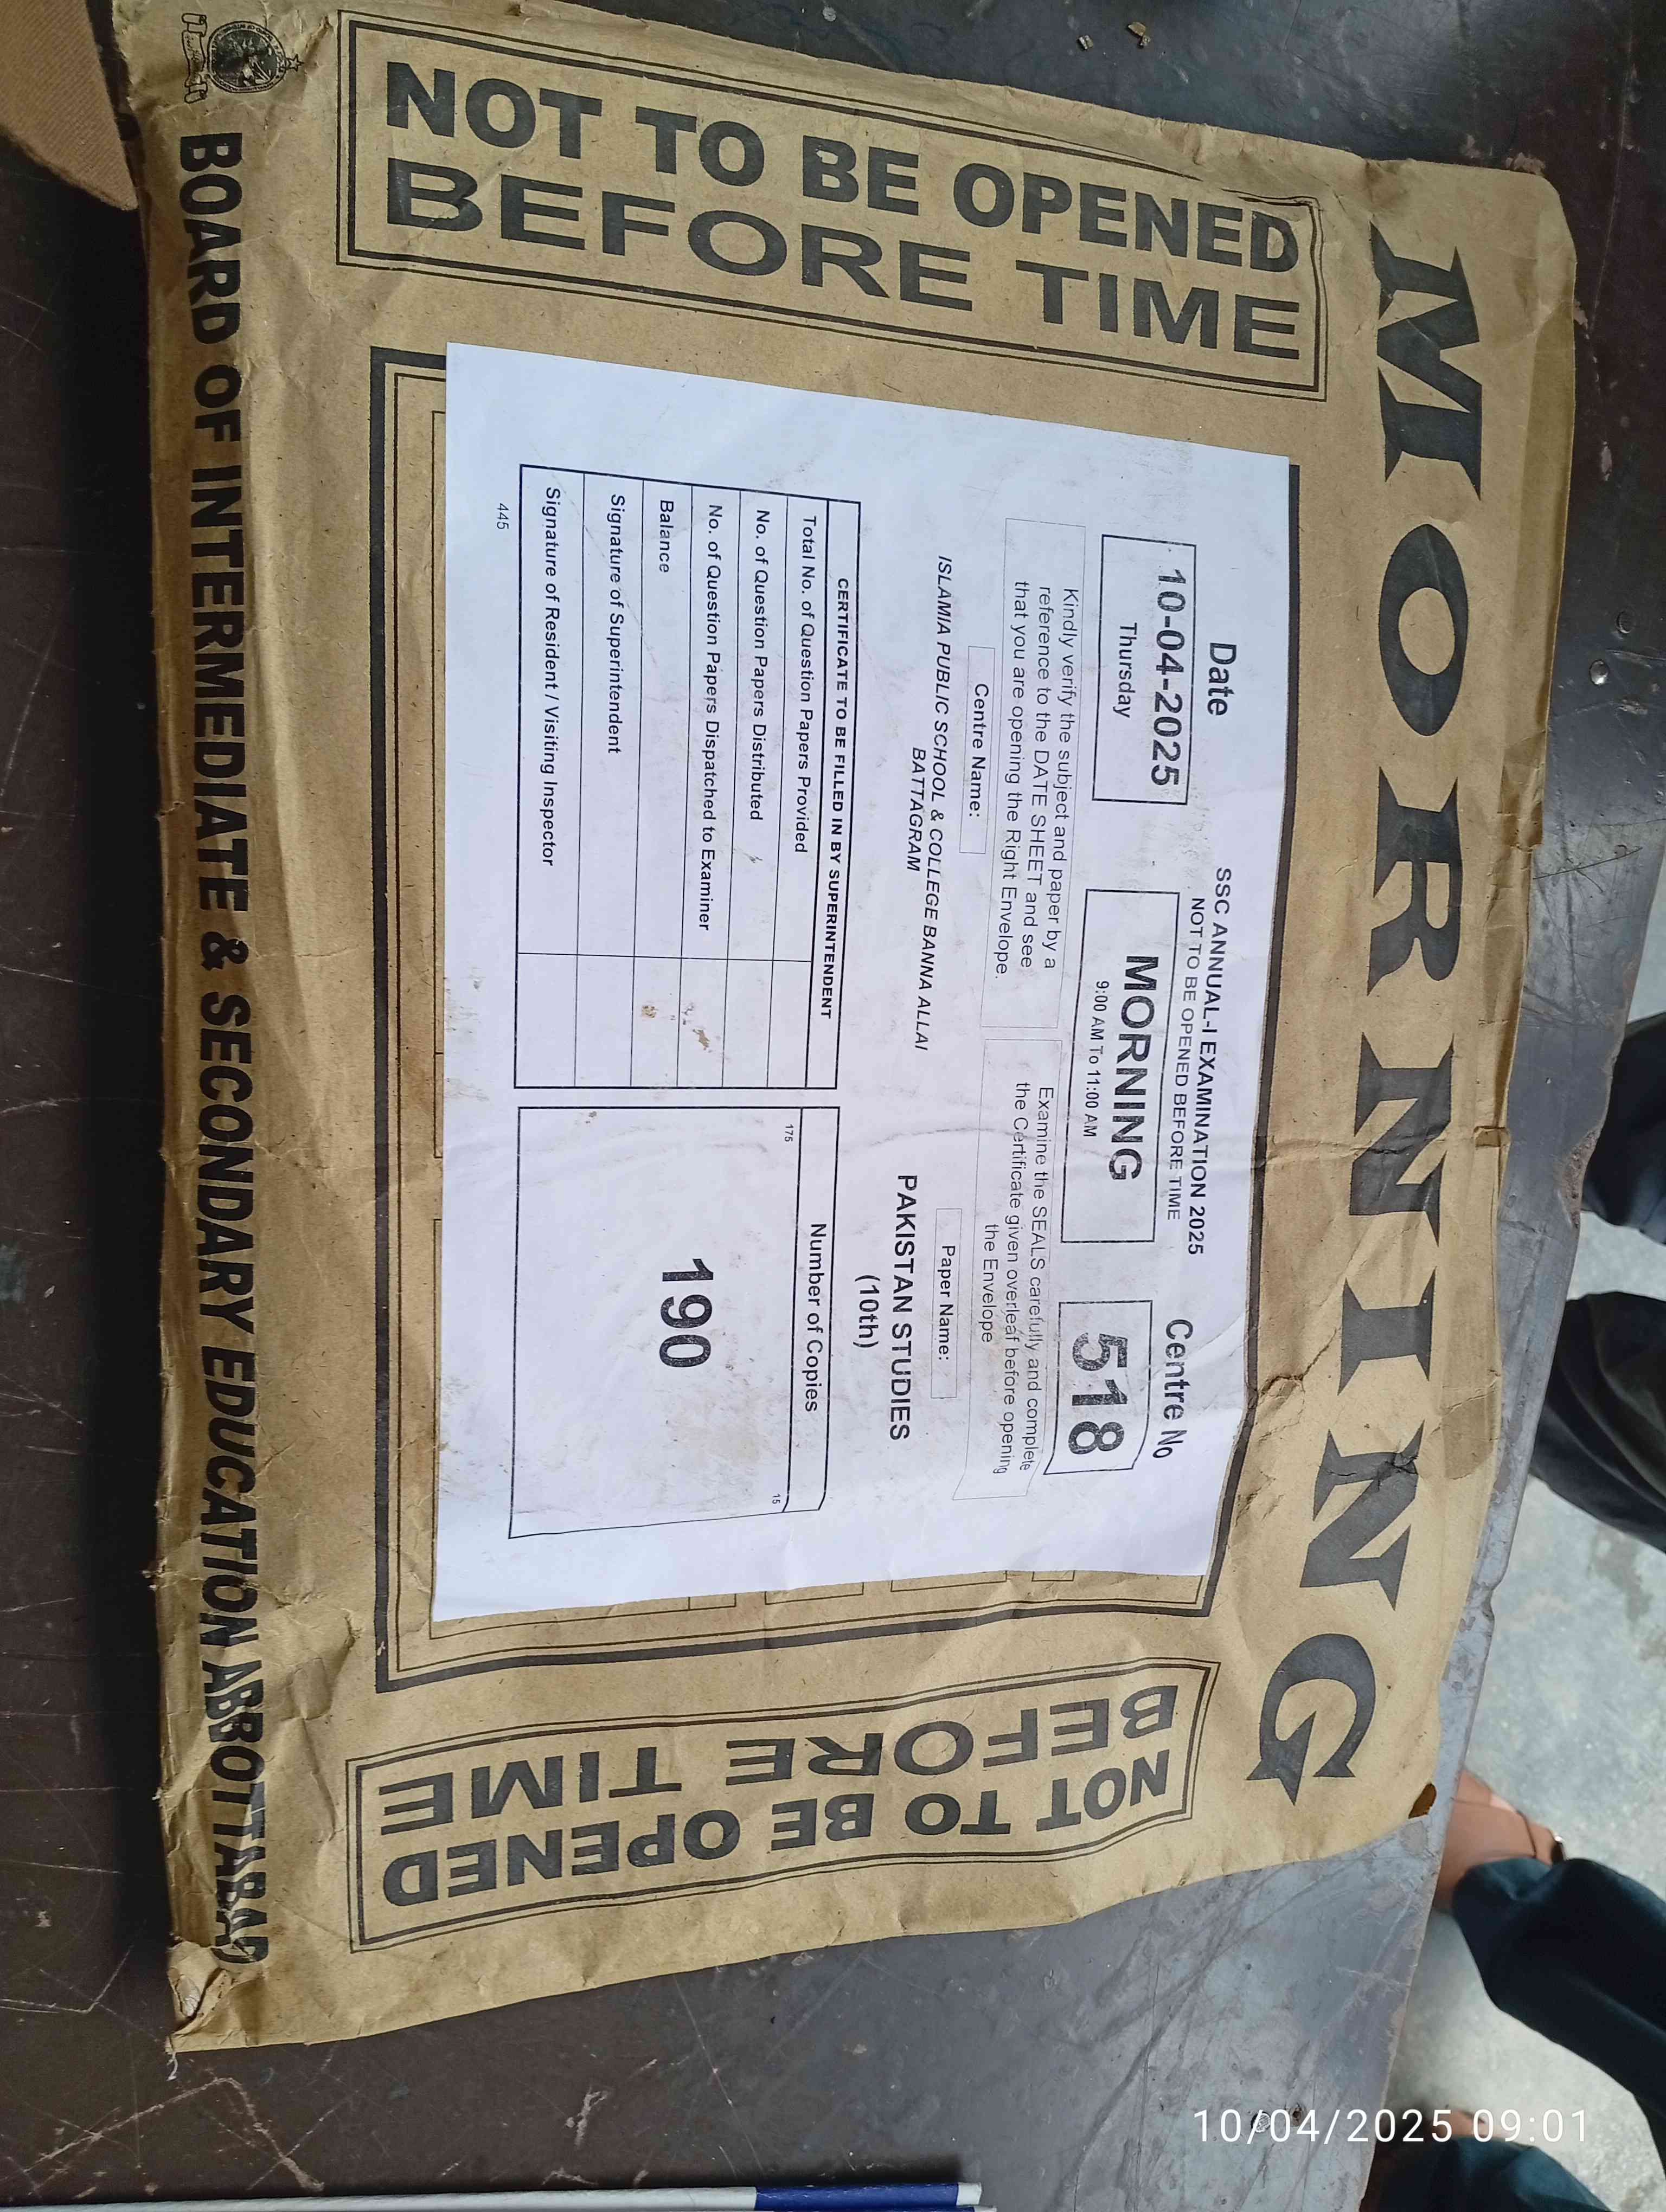 MORNING
NOT TO BE OPENED
BEFORE TIME
Date
10-04-2025
Thursday
SSC ANNUAL-I EXAMINATION 2025
NOT TO BE OPENED BEFORE TIME
MORNING
9:00 AM To 11:00 AM
Centre No
518
Kindly verify the subject and paper by a
reference to the DATE SHEET and see
that you are opening the Right Envelope.
Examine the SEALS carefully and complete
the Certificate given overleaf before opening
the Envelope
Centre Name:
ISLAMIA PUBLIC SCHOOL & COLLEGE BANNA ALLAI
BATTAGRAM
Paper Name:
PAKISTAN STUDIES
(10th)
CERTIFICATE TO BE FILLED IN BY SUPERINTENDENT
Total No. of Question Papers Provided
No. of Question Papers Distributed
No. of Question Papers Dispatched to Examiner
Balance
Signature of Superintendent
Signature of Resident / Visiting Inspector
445
Number of Copies
175
15
190
NOT TO BE OPENED
BEFORE TIME
BOARD OF INTERMEDIATE & SECONDARY EDUCATION ABBOTTABAD
10/04/2025 09:01